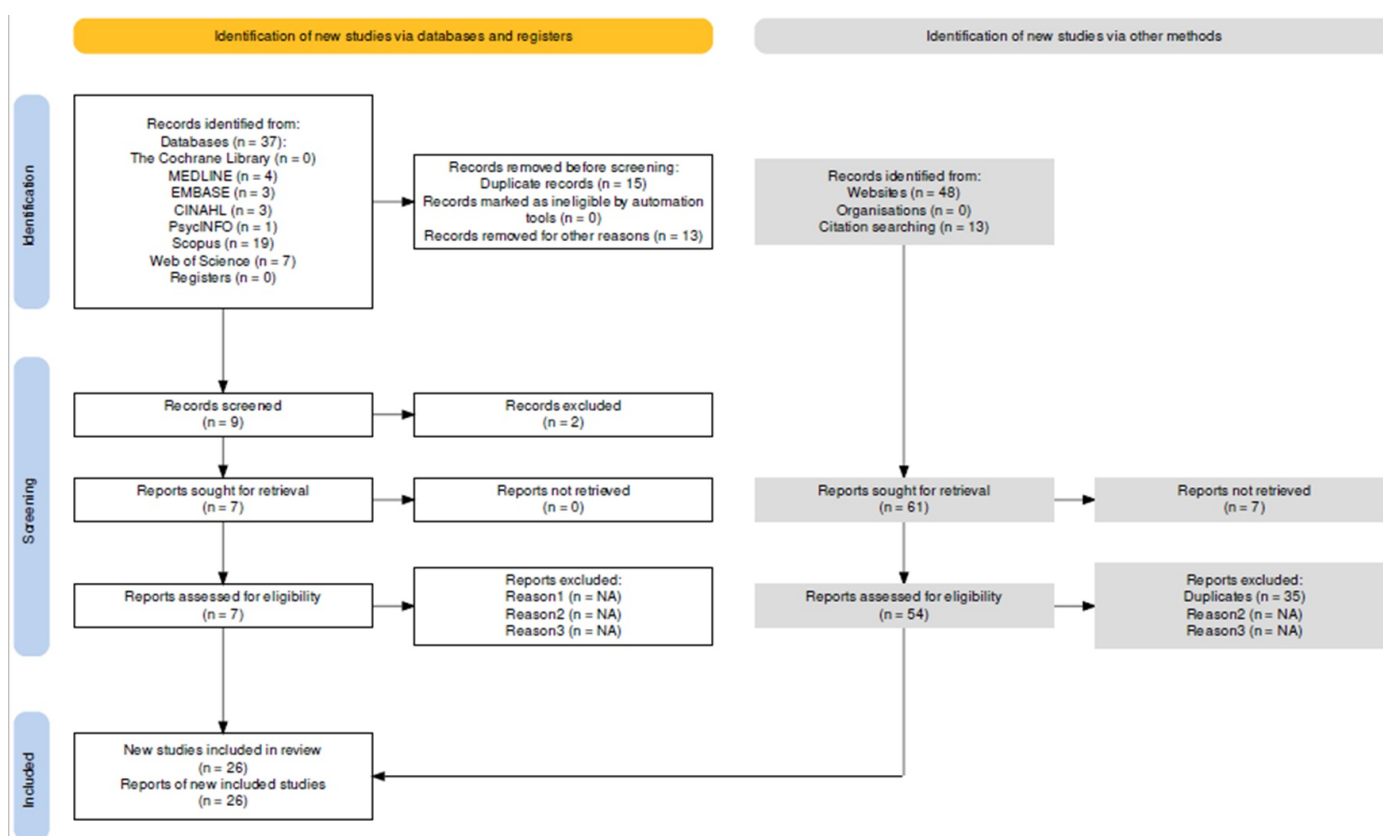 Identification of new studies via databases and registers
Identification of new studies via other methods
Identification
Records identified from:
Databases (n = 37):
The Cochrane Library (n = 0)
MEDLINE (n = 4)
EMBASE (n = 3)
CINAHL (n = 3)
PsycINFO (n = 1)
Scopus (n = 19)
Web of Science (n = 7)
Registers (n = 0)
Records removed before screening:
Duplicate records (n = 15)
Records marked as ineligible by automation
tools (n = 0)
Records removed for other reasons (n = 13)
Records identified from:
Websites (n = 48)
Organisations (n = 0)
Citation searching (n = 13)
Screening
Records screened
(n = 9)
Records excluded
(n = 2)
Reports sought for retrieval
(n = 7)
Reports not retrieved
(n = 0)
Reports sought for retrieval
(n = 61)
Reports not retrieved
(n = 7)
Reports assessed for eligibility
(n = 7)
Reports excluded:
Reason1 (n = NA)
Reason2 (n = NA)
Reason3 (n = NA)
Reports assessed for eligibility
(n = 54)
Reports excluded:
Duplicates (n = 35)
Reason2 (n = NA)
Reason3 (n = NA)
Included
New studies included in review
(n = 26)
Reports of new included studies
(n = 26)